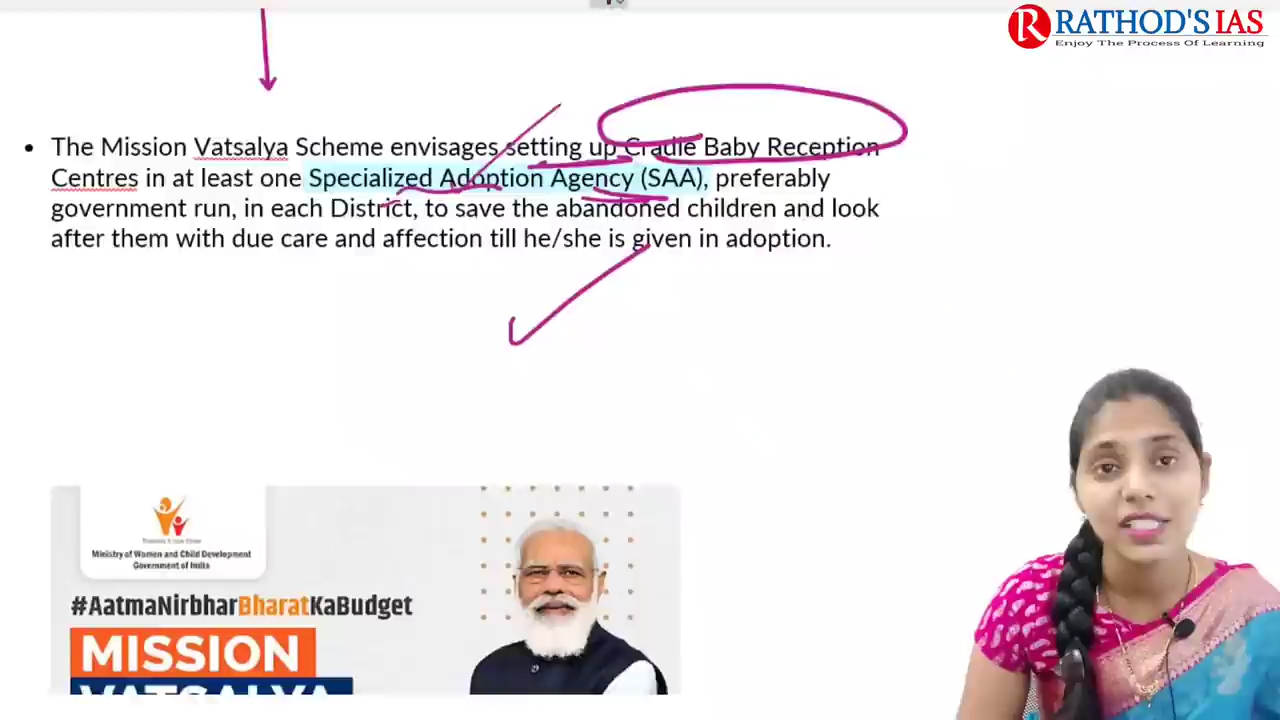 RATHOD'S IAS
Enjoy The Process Of Learning
• The Mission Vatsalya Scheme envisages setting up Cradle Baby Reception
Centres in at least one Specialized Adoption Agency (SAA), preferably
government run, in each District, to save the abandoned children and look
after them with due care and affection till he/she is given in adoption.
Ministry of Women and Child Development
Government of India
#AatmaNirbharBharatKaBudget
MISSION
VATSALYA